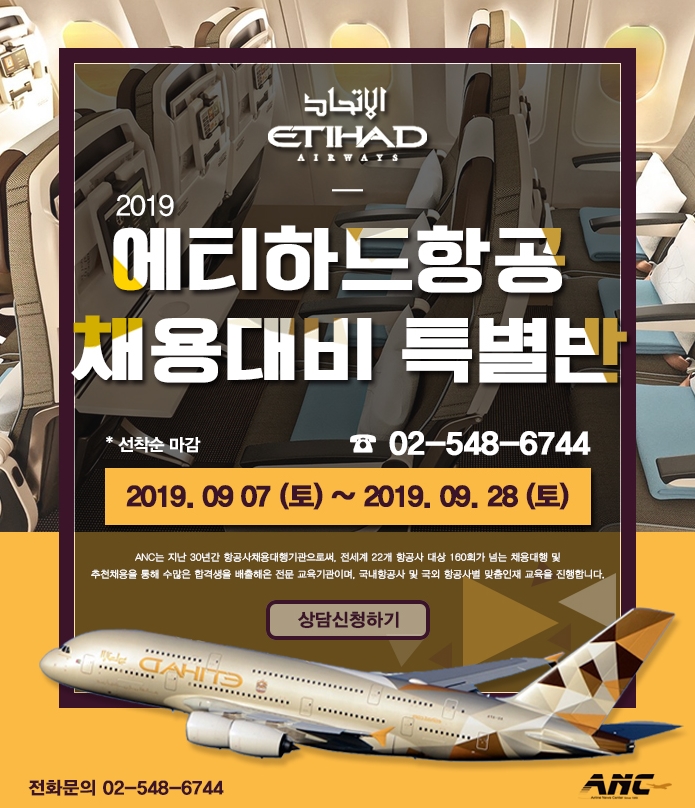 الإتحاد
ETIHAD
AIRWAYS
2019
에티하드항공
채용대비 특별반
* 선착순 마감
☎ 02-548-6744
2019. 09 07 (토) ~ 2019. 09. 28 (토)
ANC는 지난 30년간 항공사채용대행기관으로써, 전세계 22개 항공사 대상 160회가 넘는 채용대행 및
추천채용을 통해 수많은 합격생을 배출해온 전문 교육기관이며, 국내항공사 및 국외 항공사별 맞춤인재 교육을 진행합니다.
상담신청하기
ETIHAD
전화문의 02-548-6744
ANC